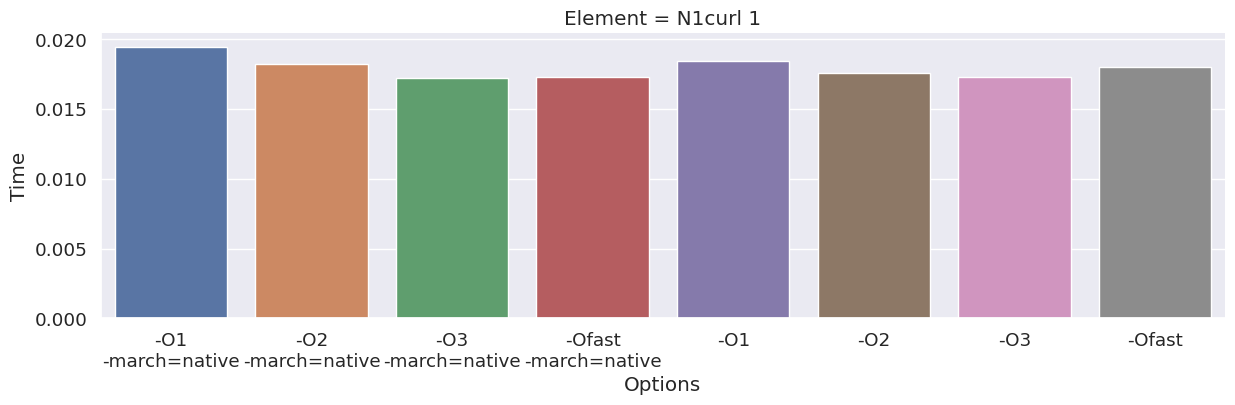 Element = N1curl 1
Time
0.020
0.015
0.010
0.005
0.000
-O1 -O2 -O3 -Ofast -O1 -O2 -O3 -Ofast
-march=native -march=native -march=native -march=native
Options